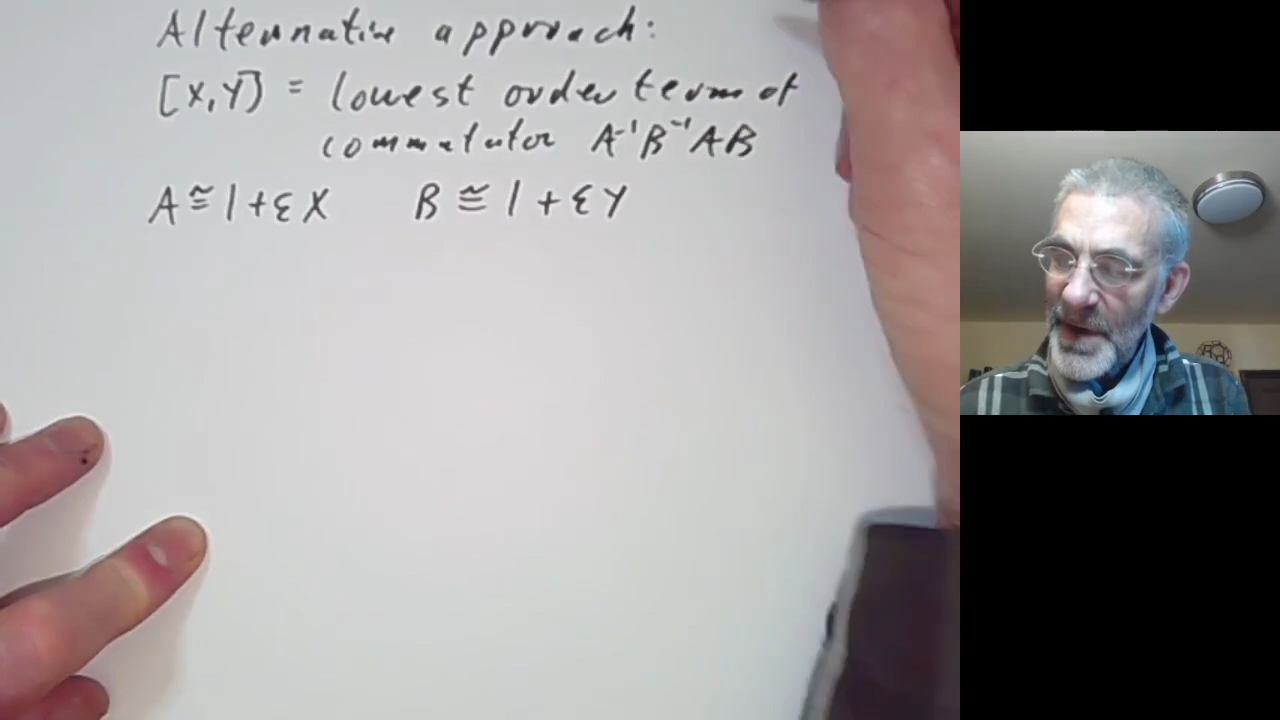 Alternative approach:
[X,Y] = lowest order term of
commutator A⁻¹B⁻¹AB
A ≅ 1+εX B ≅ 1+εY